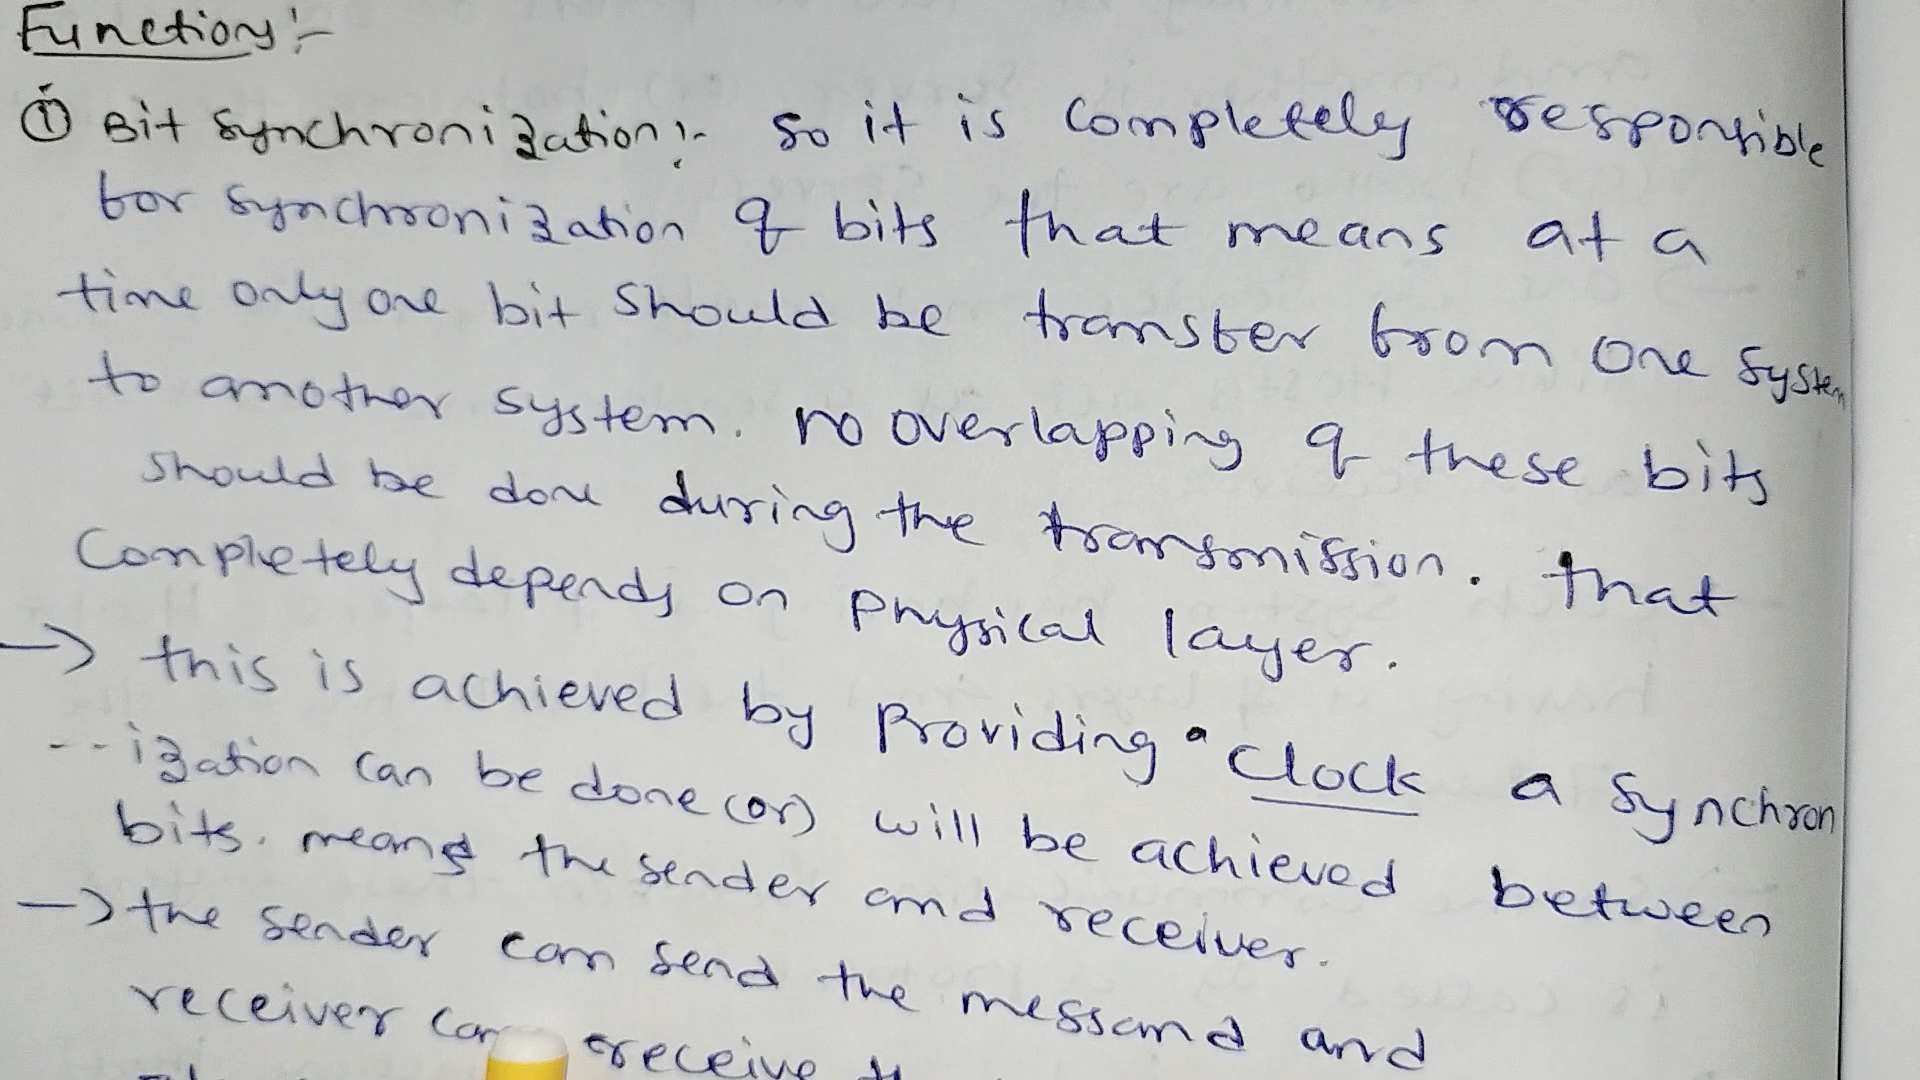 Functions:-
① Bit Synchronization:- So it is completely responsible
for synchronization of bits that means at a
time only one bit should be transfer from one system
to another system. no overlapping of these bits
should be done during the transmission. that
Completely depends on physical layer.
-> this is achieved by Providing a clock a synchron
--ization can be done (or) will be achieved between
bits. means the sender and receiver.
-> the sender can send the messand and
receiver can receive